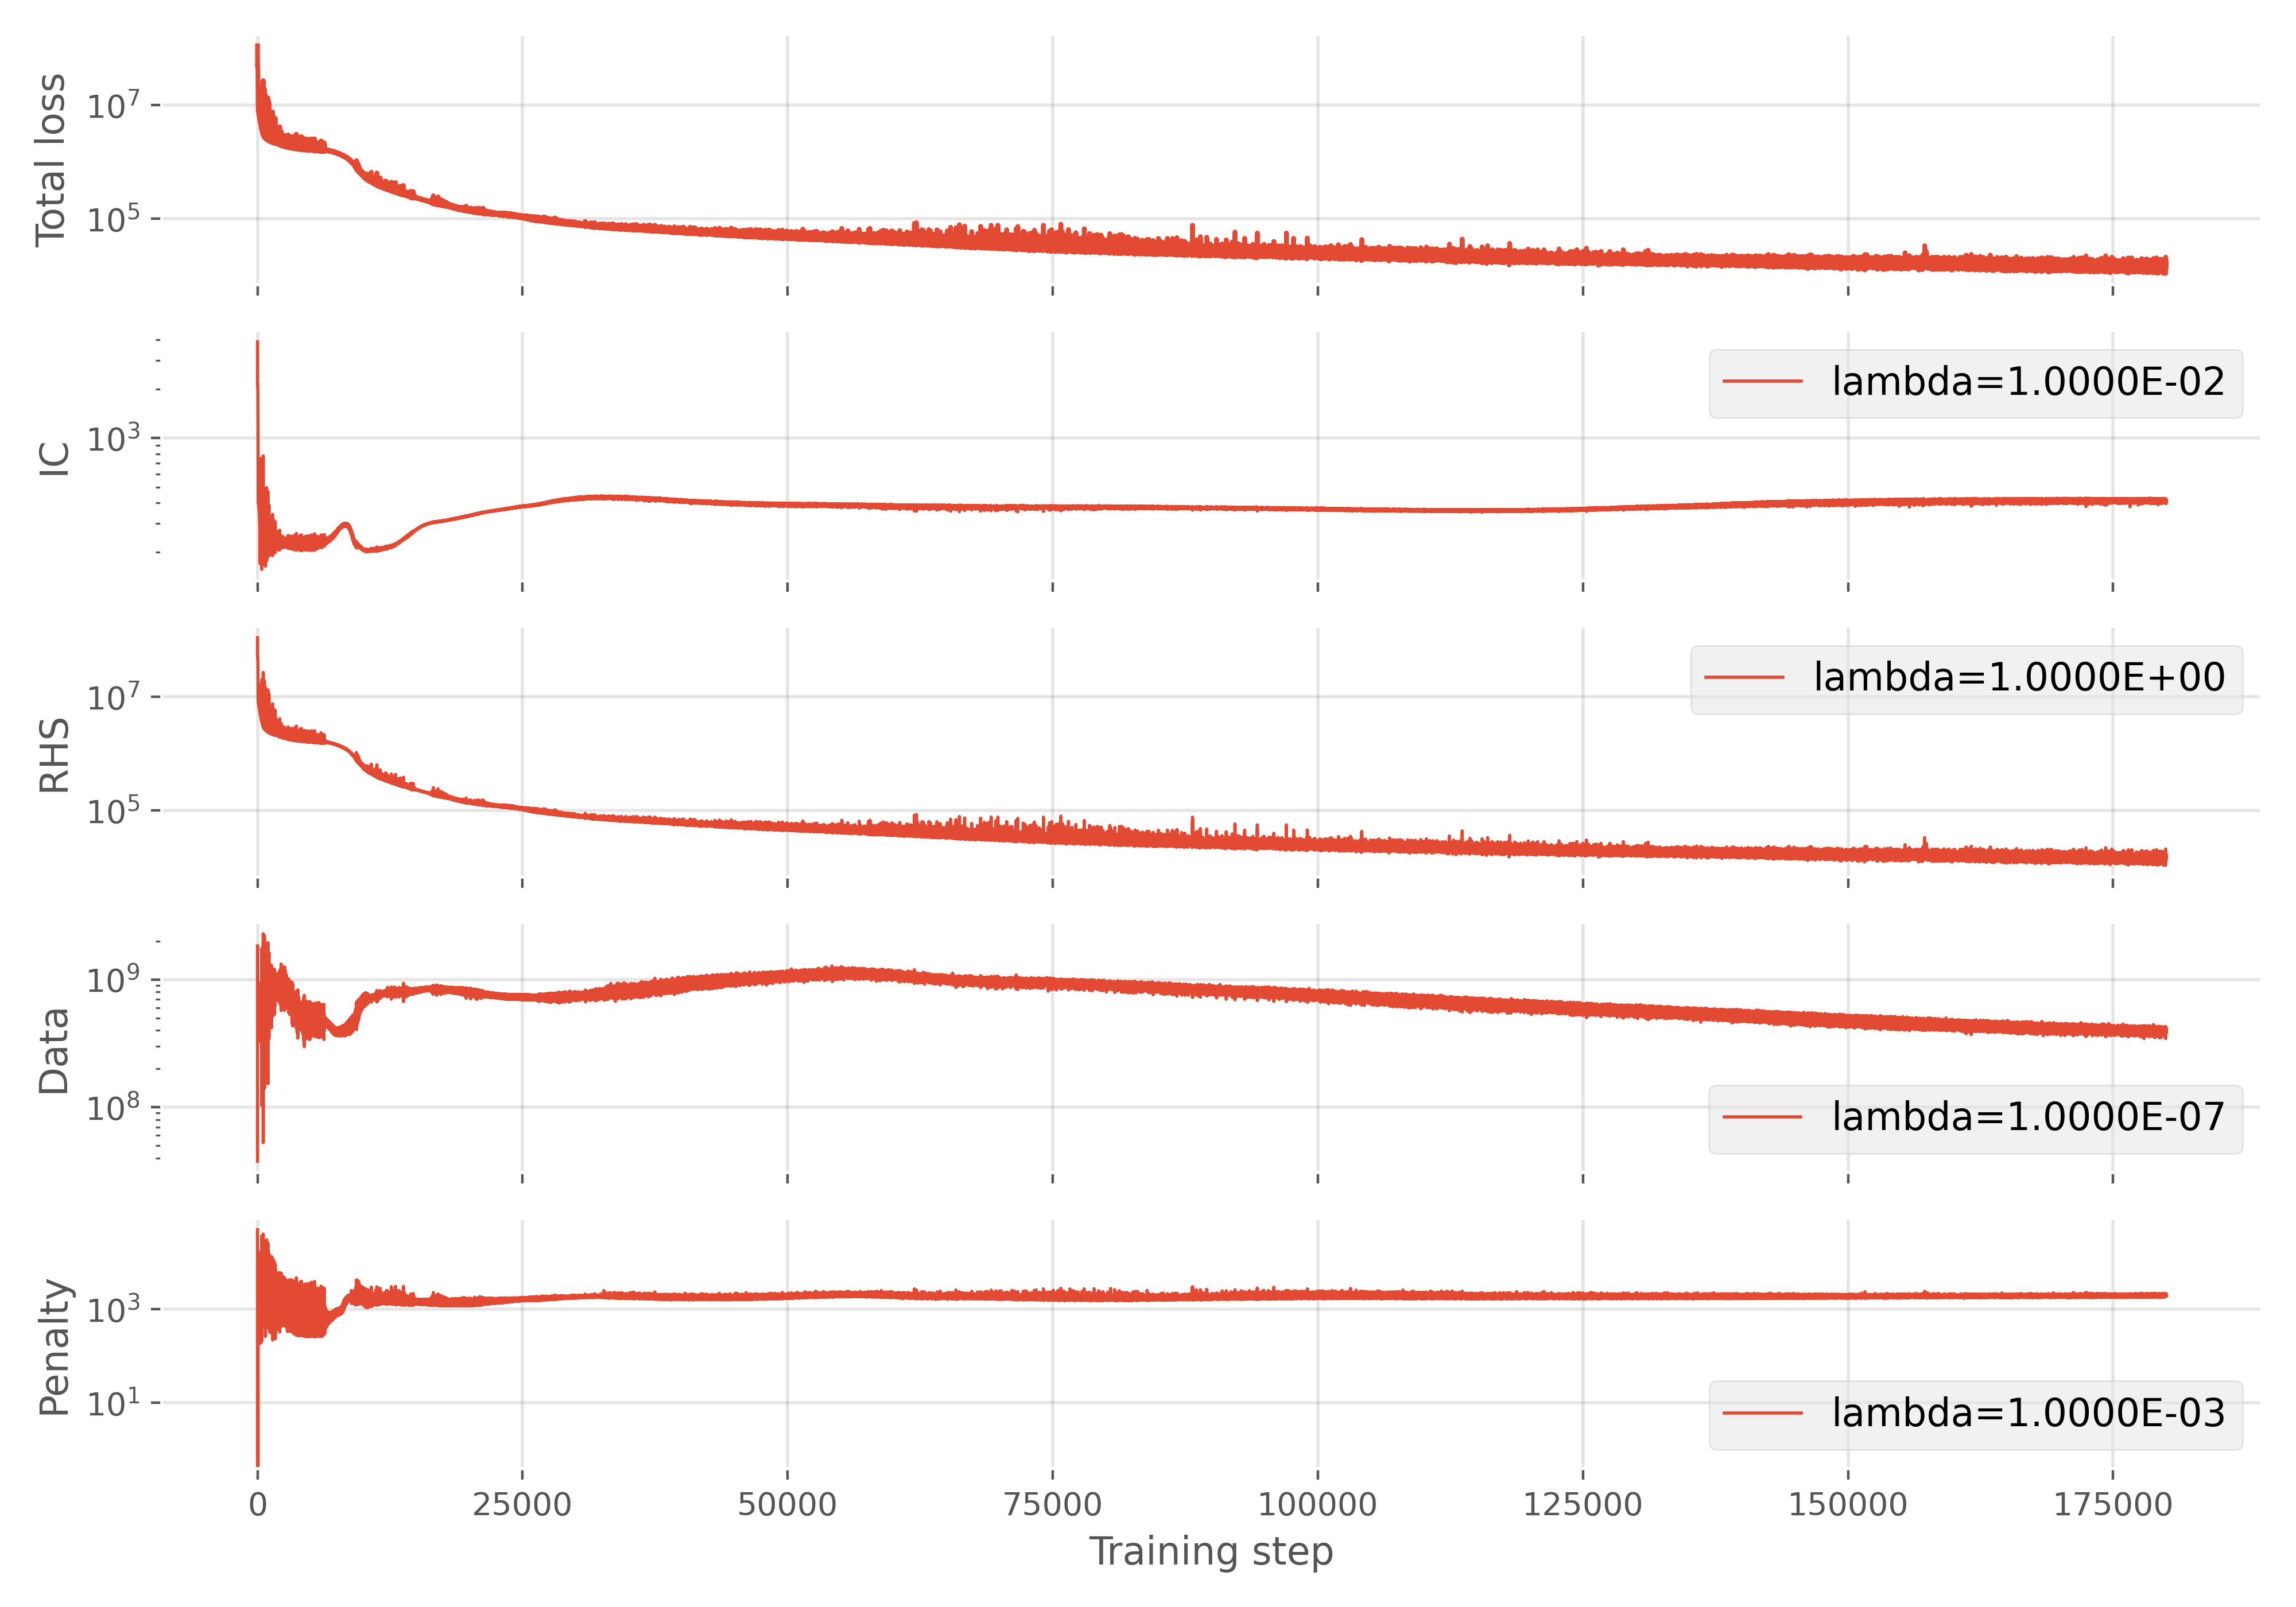 Total loss
10^7
10^5
IC
10^3
lambda=1.0000E-02
RHS
10^7
10^5
lambda=1.0000E+00
Data
10^9
10^8
lambda=1.0000E-07
Penalty
10^3
10^1
lambda=1.0000E-03
0 25000 50000 75000 100000 125000 150000 175000
Training step